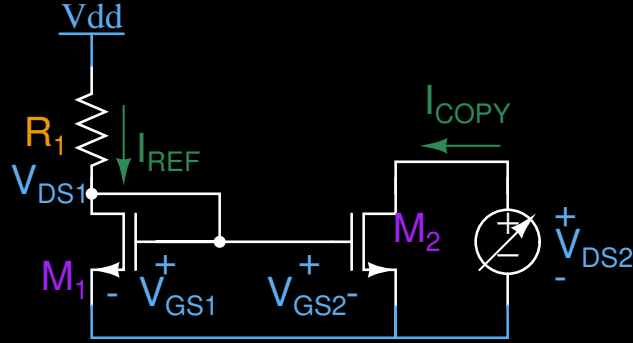 Vdd
R1
IREF
ICOPY
VDS1
M1
+
VGS1
-
+
VGS2
-
M2
+
-
+
VDS2
-